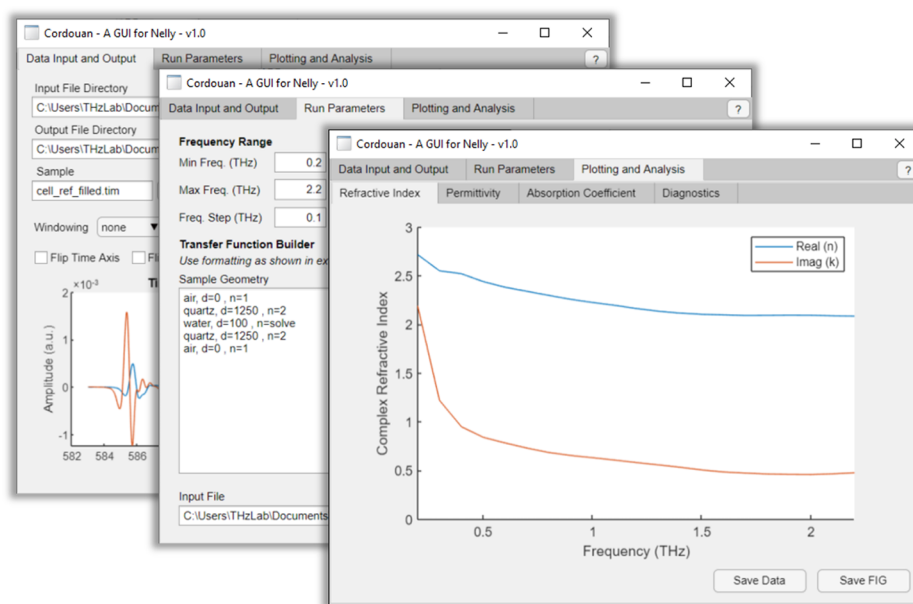 Cordouan - A GUI for Nelly - v1.0
Data Input and Output Run Parameters Plotting and Analysis ?
Input File Directory
C:\Users\THzLab\Docum
Output File Directory
C:\Users\THzLab\Docum
Sample
cell_ref_filled.tim
Windowing none
Flip Time Axis
×10⁻³
2
1
0
-1
Amplitude (a.u.)
582 584 586
Cordouan - A GUI for Nelly - v1.0
Data Input and Output Run Parameters Plotting and Analysis ?
Frequency Range
Min Freq. (THz) 0.2
Max Freq. (THz) 2.2
Freq. Step (THz) 0.1
Transfer Function Builder
Use formatting as shown in ex
Sample Geometry
air, d=0 , n=1
quartz, d=1250 , n=2
water, d=100 , n=solve
quartz, d=1250 , n=2
air, d=0 , n=1
Input File
C:\Users\THzLab\Documents
Cordouan - A GUI for Nelly - v1.0
Data Input and Output Run Parameters Plotting and Analysis ?
Refractive Index Permittivity Absorption Coefficient Diagnostics
Real (n)
Imag (k)
3
2.5
2
1.5
1
0.5
0
Complex Refractive Index
0.5 1 1.5 2
Frequency (THz)
Save Data Save FIG